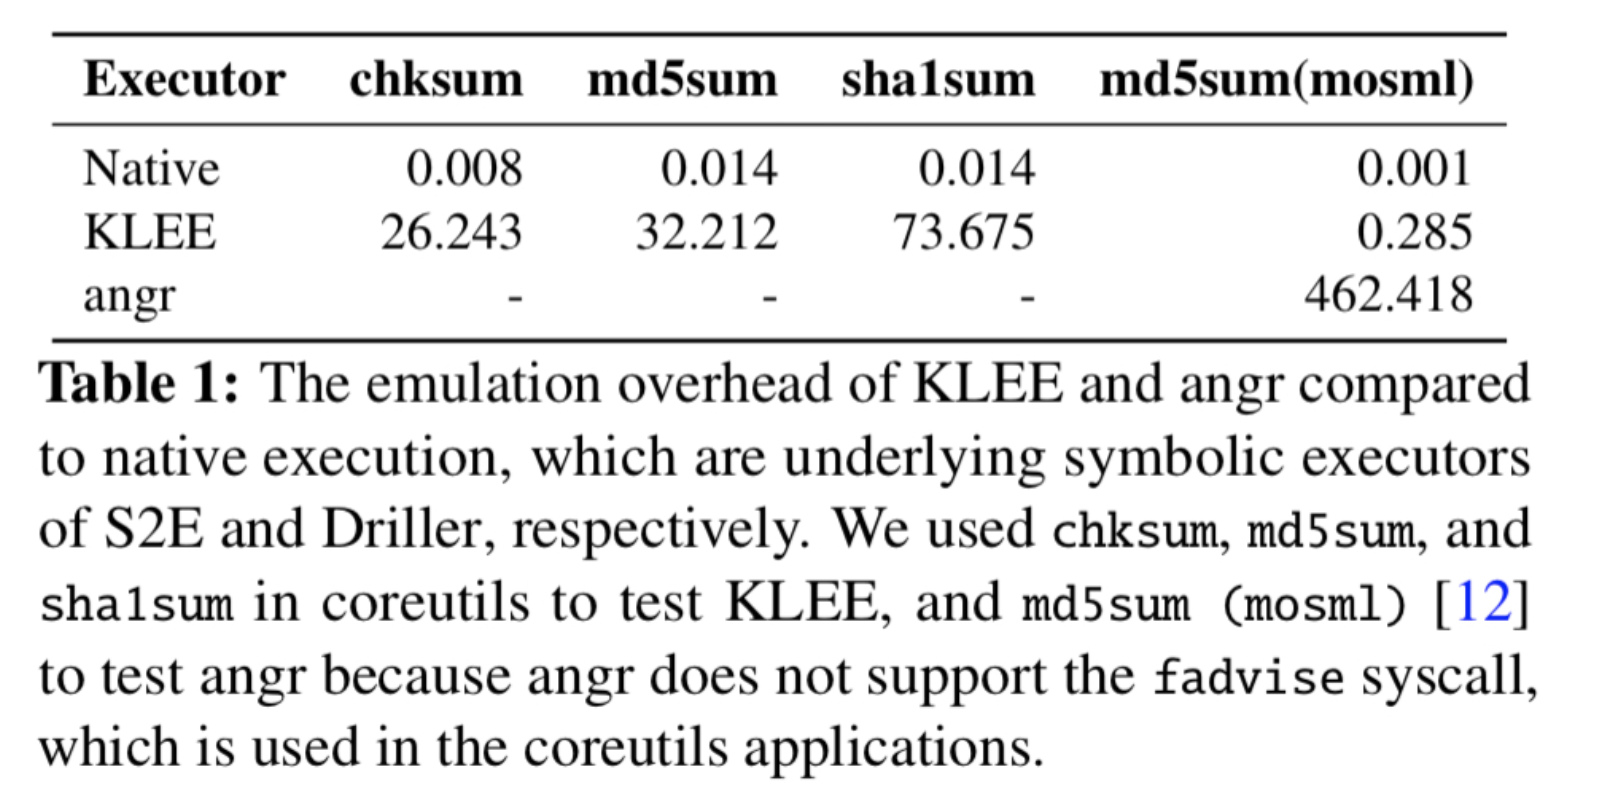 Executor chksum md5sum sha1sum md5sum(mosml)
Native 0.008 0.014 0.014 0.001
KLEE 26.243 32.212 73.675 0.285
angr - - - 462.418
Table 1: The emulation overhead of KLEE and angr compared
to native execution, which are underlying symbolic executors
of S2E and Driller, respectively. We used chksum, md5sum, and
sha1sum in coreutils to test KLEE, and md5sum (mosml) [12]
to test angr because angr does not support the fadvise syscall,
which is used in the coreutils applications.